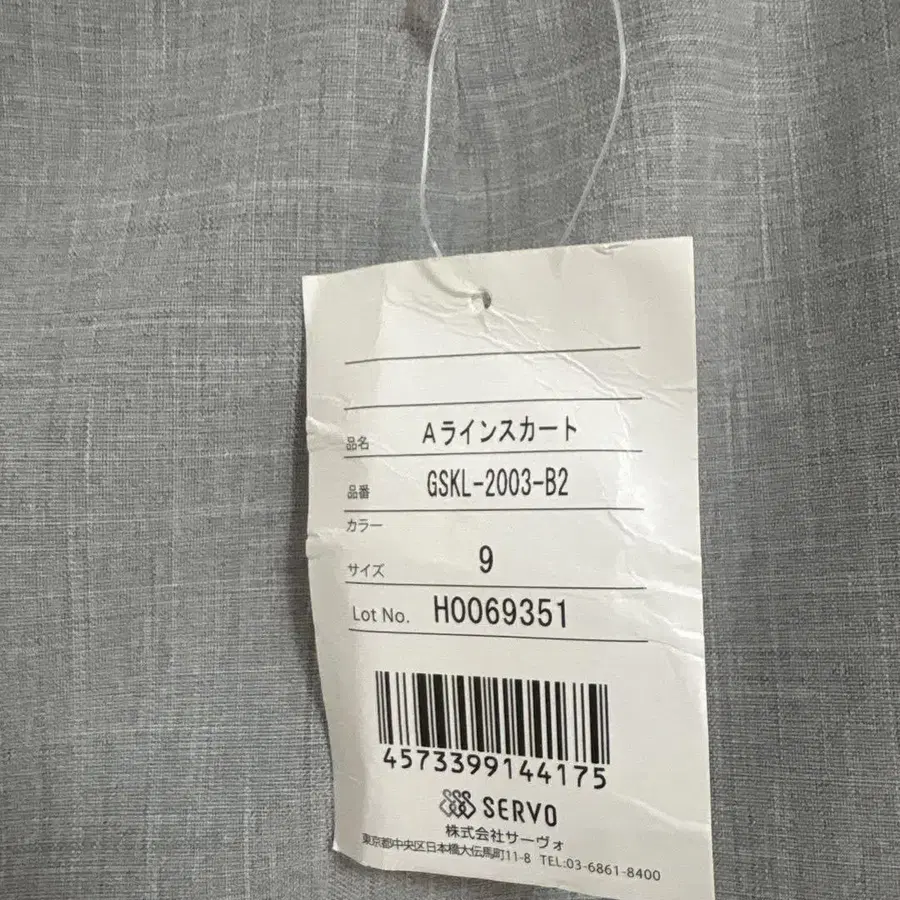 品名 Aラインスカート
品番 GSKL-2003-B2
カラー
サイズ 9
Lot No. H0069351
4573399144175
SERVO
株式会社サーヴォ
東京都中央区日本橋大伝馬町11-8 TEL:03-6861-8400